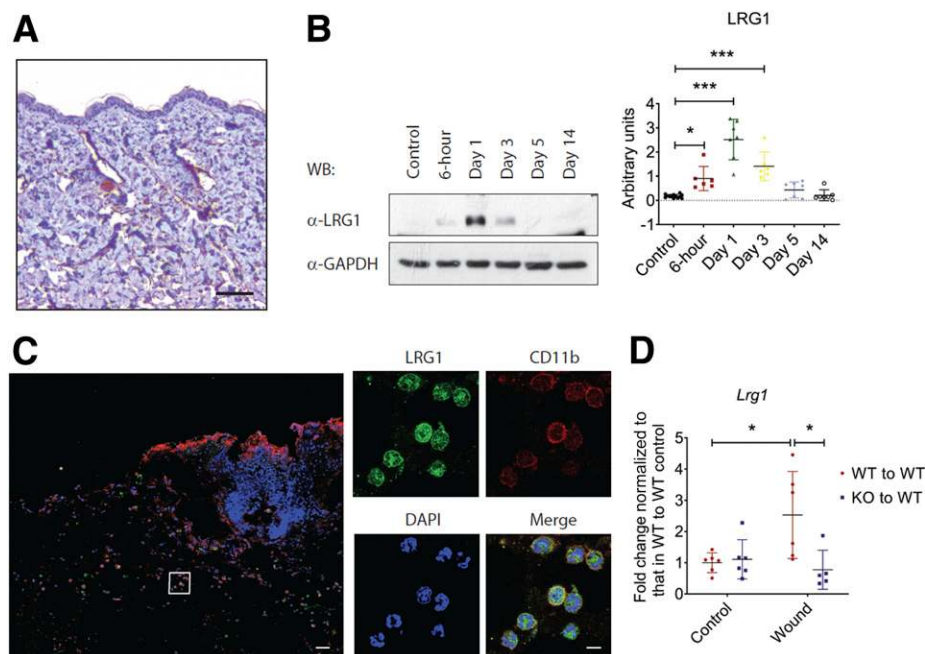 A
B
WB:
Control
6-hour
Day 1
Day 3
Day 5
Day 14
α-LRG1
α-GAPDH
LRG1
***
***
*
Arbitrary units
4
3
2
1
0
-1
Control
6-hour
Day 1
Day 3
Day 5
Day 14
C
LRG1
CD11b
DAPI
Merge
D
Lrg1
*
*
Fold change normalized to
that in WT to WT control
5
4
3
2
1
0
Control
Wound
WT to WT
KO to WT